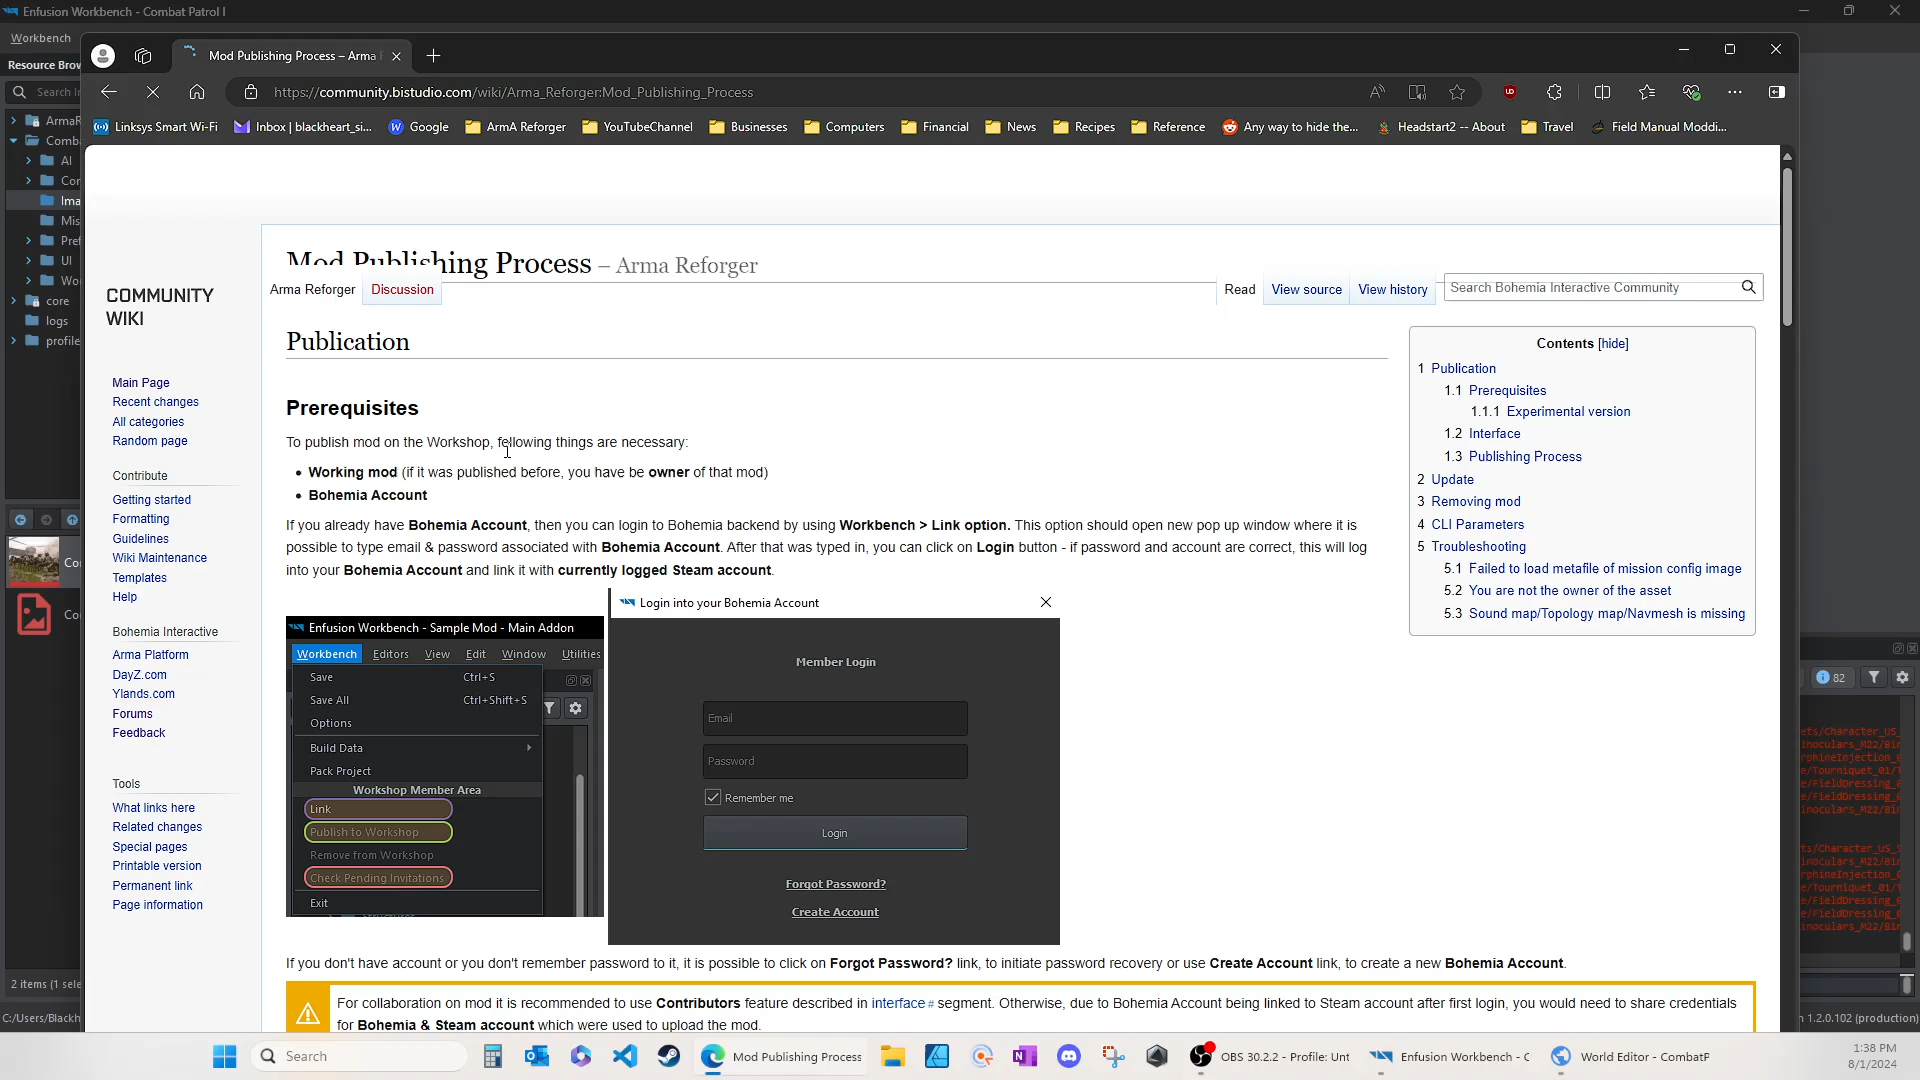 Enfusion Workbench - Combat Patrol I
Workbench
Resource Brow
Mod Publishing Process – Arma
https://community.bistudio.com/wiki/Arma_Reforger:Mod_Publishing_Process
Linksys Smart Wi-Fi
Inbox | blackheart_si...
Google
ArmA Reforger
YouTubeChannel
Businesses
Computers
Financial
News
Recipes
Reference
Any way to hide the...
Headstart2 -- About
Travel
Field Manual Moddi...
AI
core
logs
profile
2 items (1 sele
C:/Users/Blackh
COMMUNITY
WIKI
Main Page
Recent changes
All categories
Random page
Contribute
Getting started
Formatting
Guidelines
Wiki Maintenance
Templates
Help
Bohemia Interactive
Arma Platform
DayZ.com
Ylands.com
Forums
Feedback
Tools
What links here
Related changes
Special pages
Printable version
Permanent link
Page information
Mod Publishing Process – Arma Reforger
Arma Reforger
Discussion
Read
View source
View history
Search Bohemia Interactive Community
Publication
Prerequisites
To publish mod on the Workshop, following things are necessary:
• Working mod (if it was published before, you have be owner of that mod)
• Bohemia Account
If you already have Bohemia Account, then you can login to Bohemia backend by using Workbench > Link option. This option should open new pop up window where it is
possible to type email & password associated with Bohemia Account. After that was typed in, you can click on Login button - if password and account are correct, this will log
into your Bohemia Account and link it with currently logged Steam account.
Contents [hide]
1 Publication
1.1 Prerequisites
1.1.1 Experimental version
1.2 Interface
1.3 Publishing Process
2 Update
3 Removing mod
4 CLI Parameters
5 Troubleshooting
5.1 Failed to load metafile of mission config image
5.2 You are not the owner of the asset
5.3 Sound map/Topology map/Navmesh is missing
Enfusion Workbench - Sample Mod - Main Addon
Workbench Editors View Edit Window Utilities
Save Ctrl+S
Save All Ctrl+Shift+S
Options
Build Data
Pack Project
Workshop Member Area
Link
Publish to Workshop
Remove from Workshop
Check Pending Invitations
Exit
Login into your Bohemia Account
Member Login
Email
Password
Remember me
Login
Forgot Password?
Create Account
If you don't have account or you don't remember password to it, it is possible to click on Forgot Password? link, to initiate password recovery or use Create Account link, to create a new Bohemia Account.
For collaboration on mod it is recommended to use Contributors feature described in interface# segment. Otherwise, due to Bohemia Account being linked to Steam account after first login, you would need to share credentials
for Bohemia & Steam account which were used to upload the mod.
82
1.2.0.102 (production)
Search
Mod Publishing Process
OBS 30.2.2 - Profile: Unt
Enfusion Workbench - C
World Editor - CombatP
1:38 PM
8/1/2024